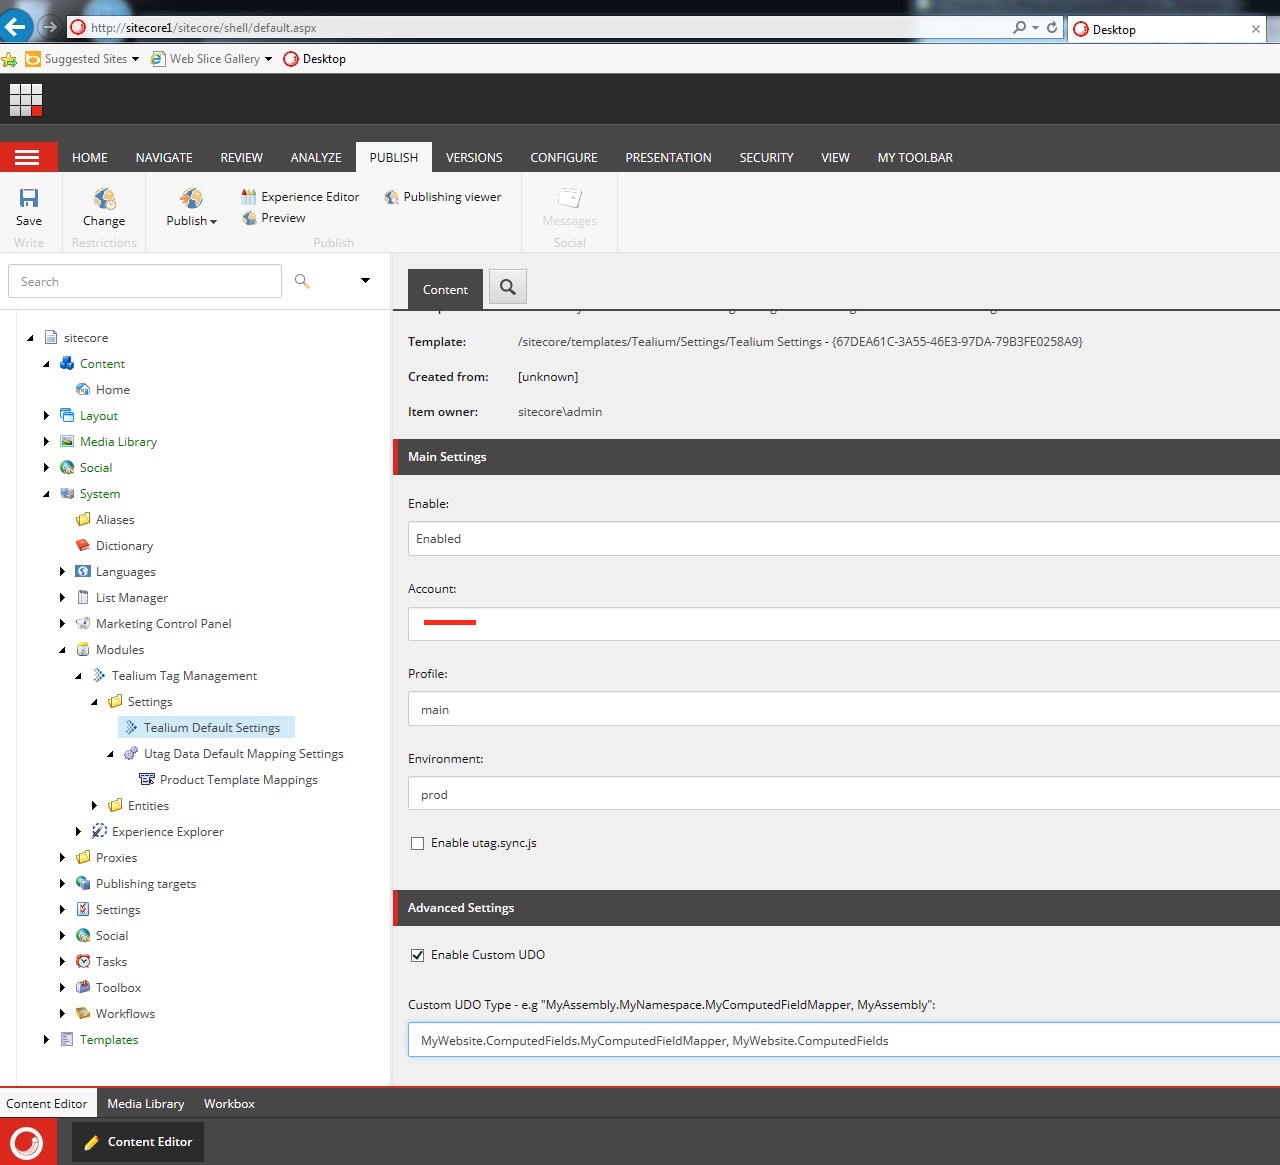 http://sitecore1/sitecore/shell/default.aspx
Desktop
Suggested Sites
Web Slice Gallery
Desktop
HOME NAVIGATE REVIEW ANALYZE PUBLISH VERSIONS CONFIGURE PRESENTATION SECURITY VIEW MY TOOLBAR
Save
Write
Change
Restrictions
Publish
Experience Editor
Preview
Publishing viewer
Publish
Messages
Social
Search
sitecore
Content
Home
Layout
Media Library
Social
System
Aliases
Dictionary
Languages
List Manager
Marketing Control Panel
Modules
Tealium Tag Management
Settings
Tealium Default Settings
Utag Data Default Mapping Settings
Product Template Mappings
Entities
Experience Explorer
Proxies
Publishing targets
Settings
Social
Tasks
Toolbox
Workflows
Templates
Content
Template: /sitecore/templates/Tealium/Settings/Tealium Settings - {67DEA61C-3A55-46E3-97DA-79B3FE0258A9}
Created from: [unknown]
Item owner: sitecore\admin
Main Settings
Enable:
Enabled
Account:
Profile:
main
Environment:
prod
Enable utag.sync.js
Advanced Settings
Enable Custom UDO
Custom UDO Type - e.g "MyAssembly.MyNamespace.MyComputedFieldMapper, MyAssembly":
MyWebsite.ComputedFields.MyComputedFieldMapper, MyWebsite.ComputedFields
Content Editor Media Library Workbox
Content Editor